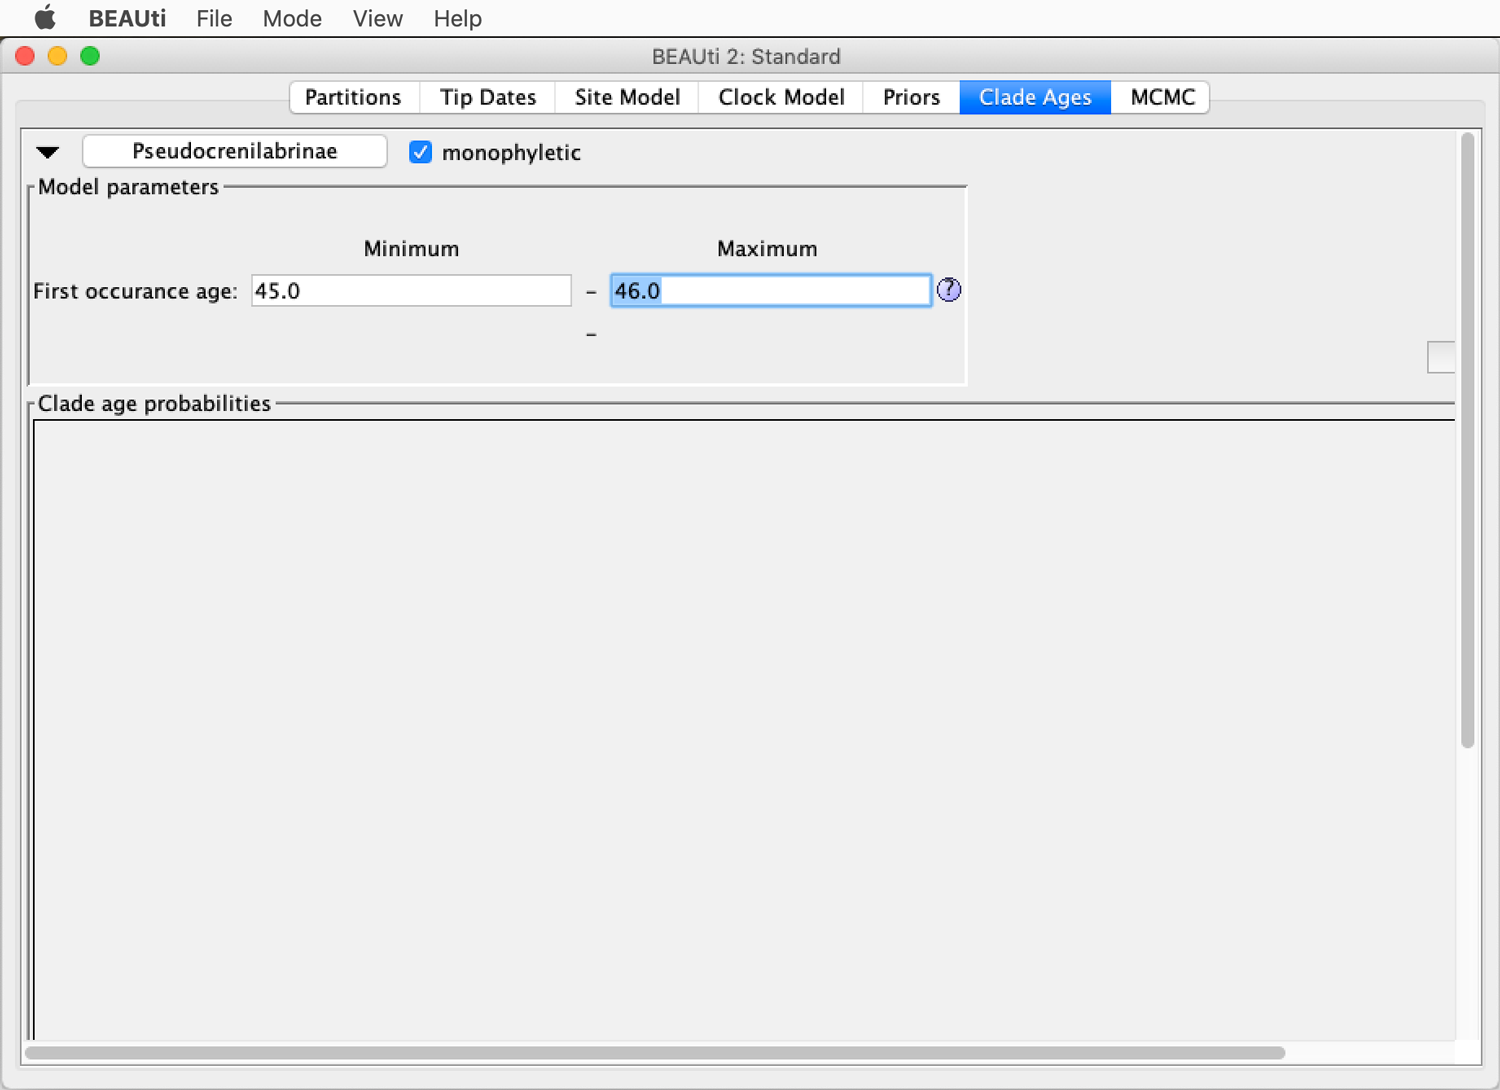 BEAUti File Mode View Help
BEAUti 2: Standard
Partitions Tip Dates Site Model Clock Model Priors Clade Ages MCMC
Pseudocrenilabrinae monophyletic
Model parameters
Minimum Maximum
First occurance age: 45.0 – 46.0 ?
–
Clade age probabilities